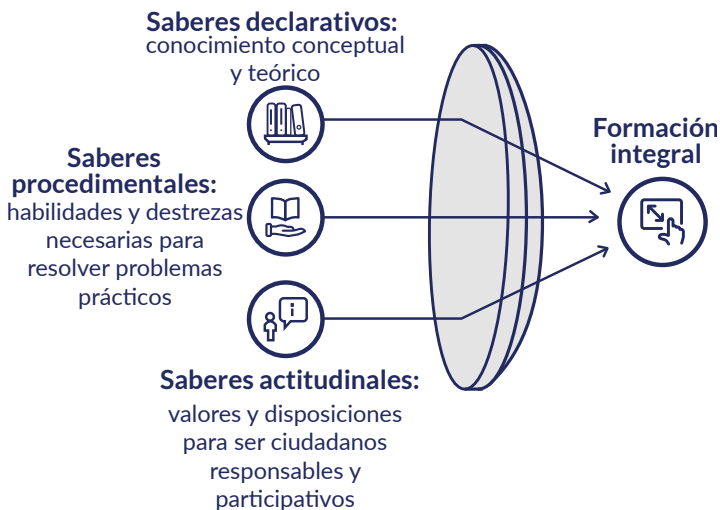 Saberes declarativos:
conocimiento conceptual
y teórico
Saberes
procedimentales:
habilidades y destrezas
necesarias para
resolver problemas
prácticos
Saberes actitudinales:
valores y disposiciones
para ser ciudadanos
responsables y
participativos
Formación
integral